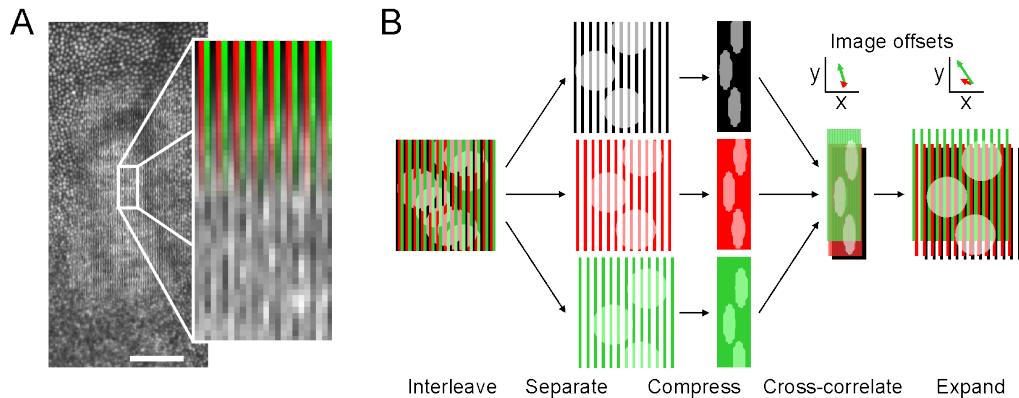 A
B
Image offsets
y
x
y
x
Interleave Separate Compress Cross-correlate Expand